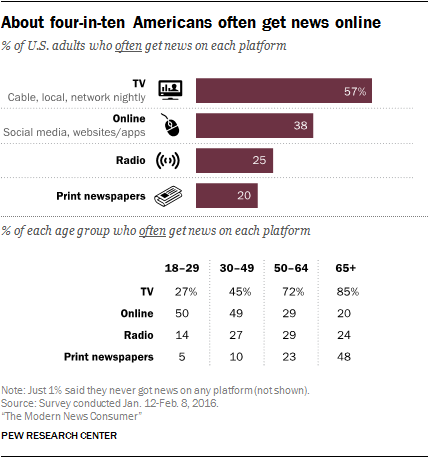 About four-in-ten Americans often get news online
% of U.S. adults who often get news on each platform
TV
Cable, local, network nightly
57%
Online
Social media, websites/apps
38
Radio
25
Print newspapers
20
% of each age group who often get news on each platform
18–29 30–49 50–64 65+
TV 27% 45% 72% 85%
Online 50 49 29 20
Radio 14 27 29 24
Print newspapers 5 10 23 48
Note: Just 1% said they never got news on any platform (not shown).
Source: Survey conducted Jan. 12-Feb. 8, 2016.
"The Modern News Consumer"
PEW RESEARCH CENTER